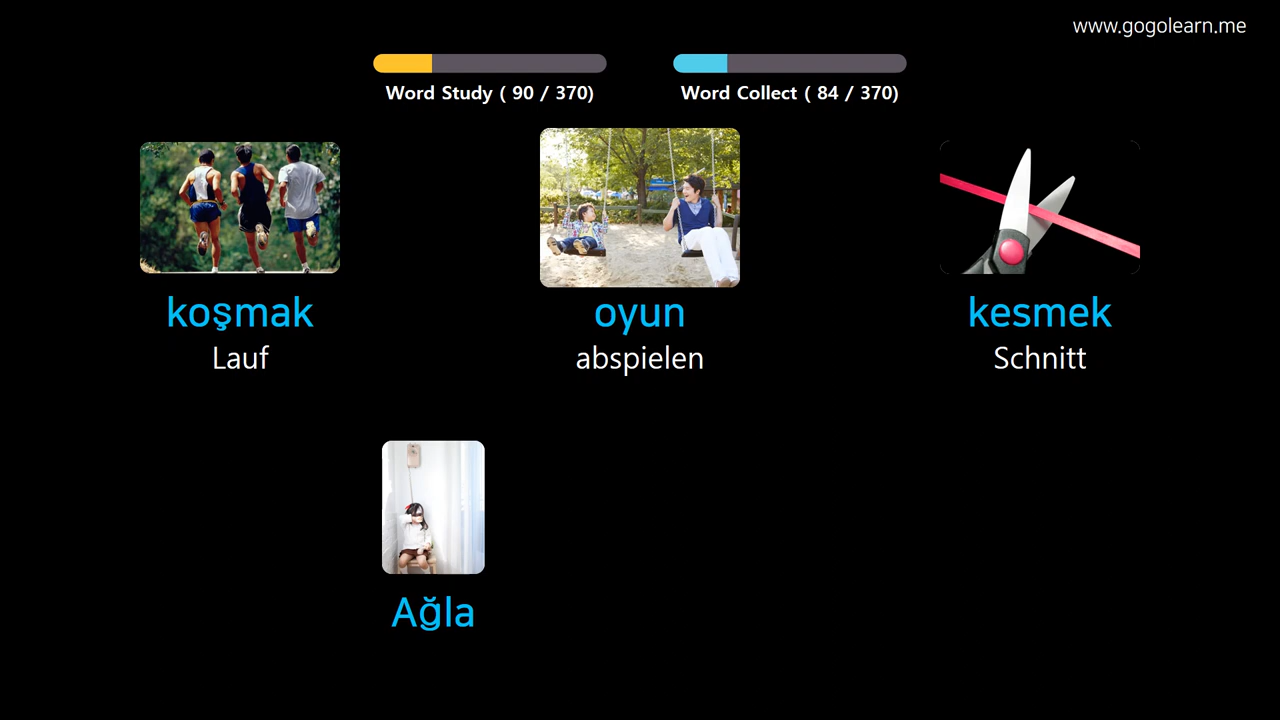 www.gogolearn.me
Word Study ( 90 / 370)
Word Collect ( 84 / 370)
koşmak
Lauf
oyun
abspielen
kesmek
Schnitt
Ağla